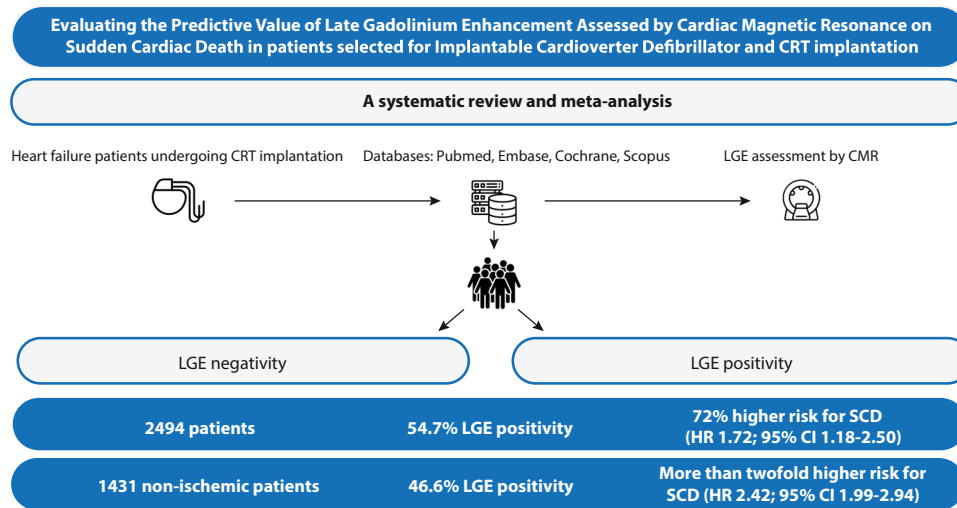 Evaluating the Predictive Value of Late Gadolinium Enhancement Assessed by Cardiac Magnetic Resonance on
Sudden Cardiac Death in patients selected for Implantable Cardioverter Defibrillator and CRT implantation
A systematic review and meta-analysis
Heart failure patients undergoing CRT implantation
Databases: Pubmed, Embase, Cochrane, Scopus
LGE assessment by CMR
LGE negativity
LGE positivity
2494 patients
54.7% LGE positivity
72% higher risk for SCD
(HR 1.72; 95% CI 1.18-2.50)
1431 non-ischemic patients
46.6% LGE positivity
More than twofold higher risk for
SCD (HR 2.42; 95% CI 1.99-2.94)